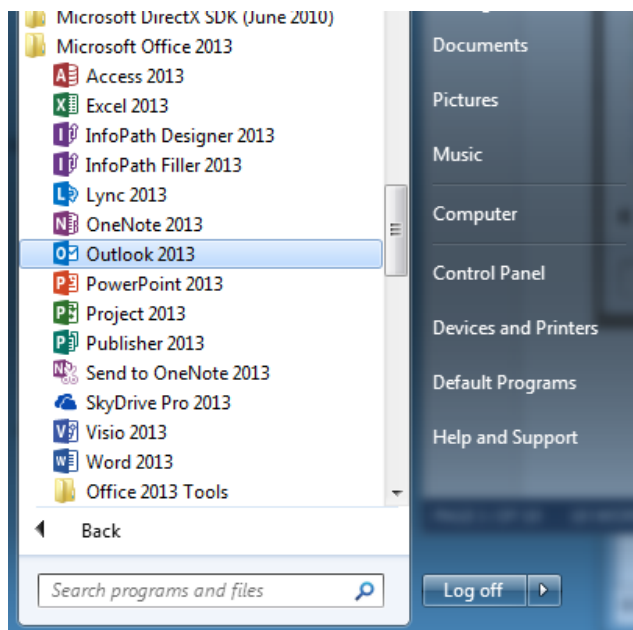 Microsoft DirectX SDK (June 2010)
Microsoft Office 2013
Access 2013
Excel 2013
InfoPath Designer 2013
InfoPath Filler 2013
Lync 2013
OneNote 2013
Outlook 2013
PowerPoint 2013
Project 2013
Publisher 2013
Send to OneNote 2013
SkyDrive Pro 2013
Visio 2013
Word 2013
Office 2013 Tools
Back
Search programs and files
Documents
Pictures
Music
Computer
Control Panel
Devices and Printers
Default Programs
Help and Support
Log off